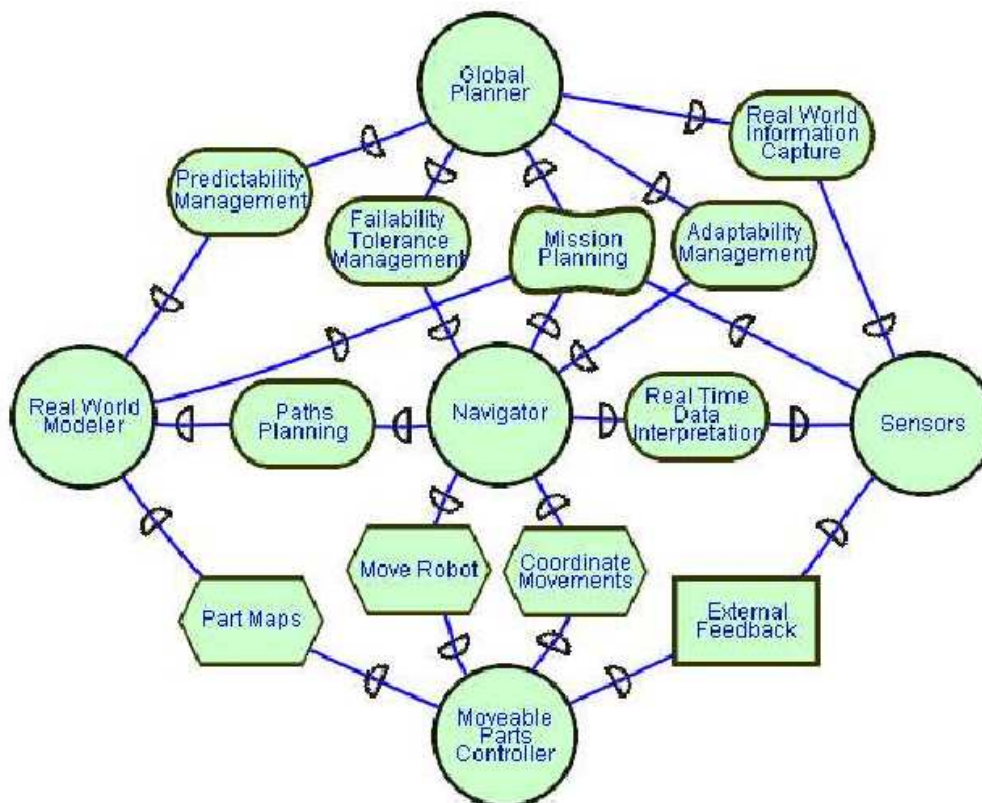 Global
Planner
Real World
Information
Capture
Predictability
Management
Failability
Tolerance
Management
Mission
Planning
Adaptability
Management
Real World
Modeler
Paths
Planning
Navigator
Real Time
Data
Interpretation
Sensors
Move Robot
Coordinate
Movements
Part Maps
External
Feedback
Moveable
Parts
Controller